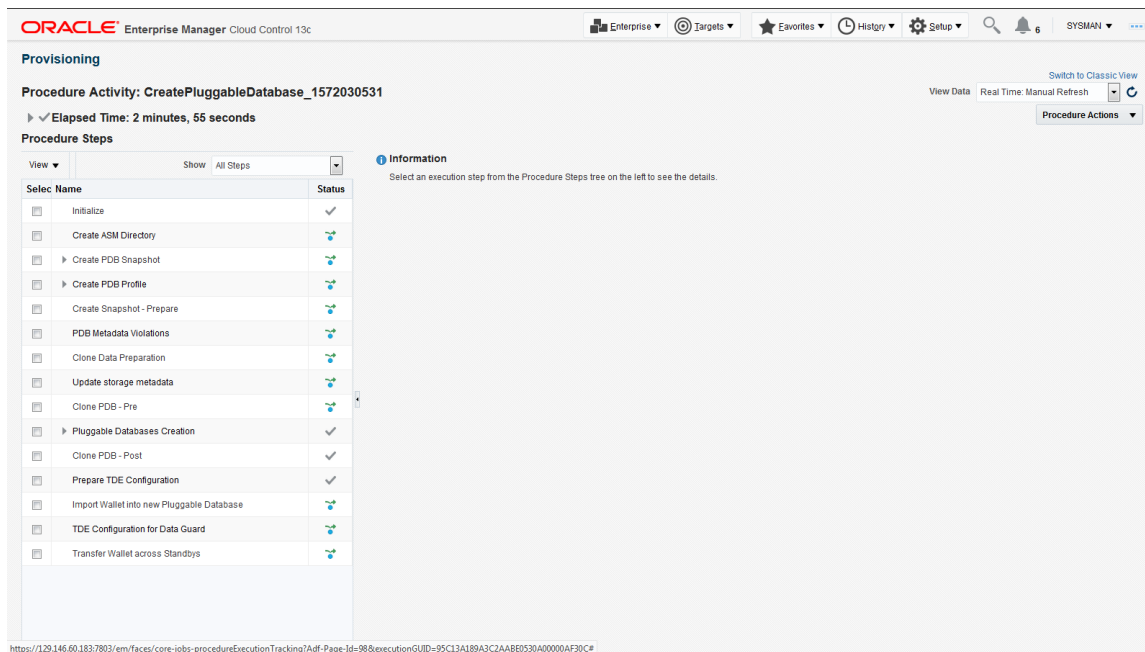 ORACLE Enterprise Manager Cloud Control 13c Enterprise Targets Favorites History Setup 6 SYSMAN
Provisioning
Switch to Classic View
Procedure Activity: CreatePluggableDatabase_1572030531
View Data Real Time: Manual Refresh
Elapsed Time: 2 minutes, 55 seconds
Procedure Actions
Procedure Steps
View Show All Steps
Selec Name Status
Initialize
Create ASM Directory
Create PDB Snapshot
Create PDB Profile
Create Snapshot - Prepare
PDB Metadata Violations
Clone Data Preparation
Update storage metadata
Clone PDB - Pre
Pluggable Databases Creation
Clone PDB - Post
Prepare TDE Configuration
Import Wallet into new Pluggable Database
TDE Configuration for Data Guard
Transfer Wallet across Standbys
Information
Select an execution step from the Procedure Steps tree on the left to see the details.
https://129.146.60.183:7803/em/faces/core-jobs-procedureExecutionTracking?Adf-Page-Id=98&executionGUID=95C13A189A3C2AABE0530A00000AF30C#